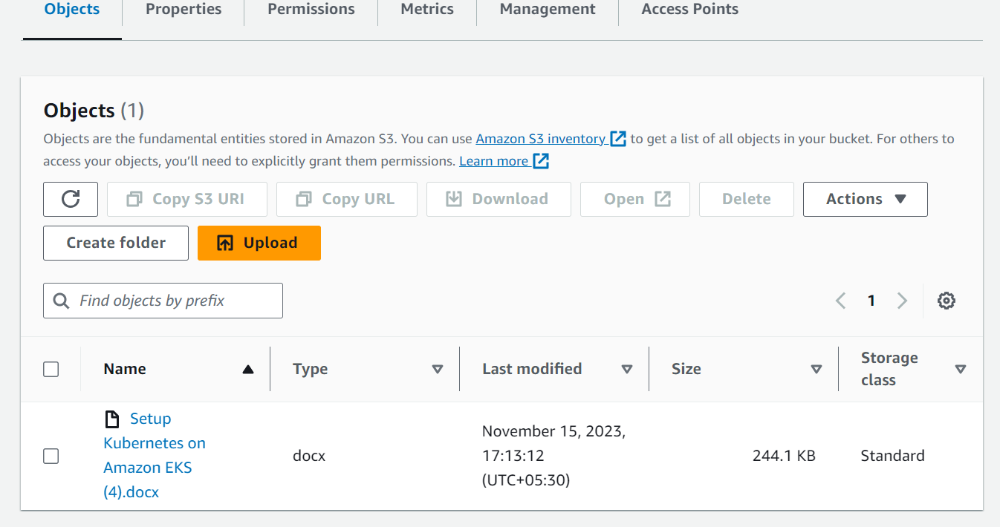 Objects Properties Permissions Metrics Management Access Points
Objects (1)
Objects are the fundamental entities stored in Amazon S3. You can use Amazon S3 inventory to get a list of all objects in your bucket. For others to
access your objects, you’ll need to explicitly grant them permissions. Learn more
Copy S3 URI Copy URL Download Open Delete Actions
Create folder Upload
Find objects by prefix 1
Name Type Last modified Size Storage
class
Setup
Kubernetes on
Amazon EKS
(4).docx
docx
November 15, 2023,
17:13:12
(UTC+05:30)
244.1 KB
Standard